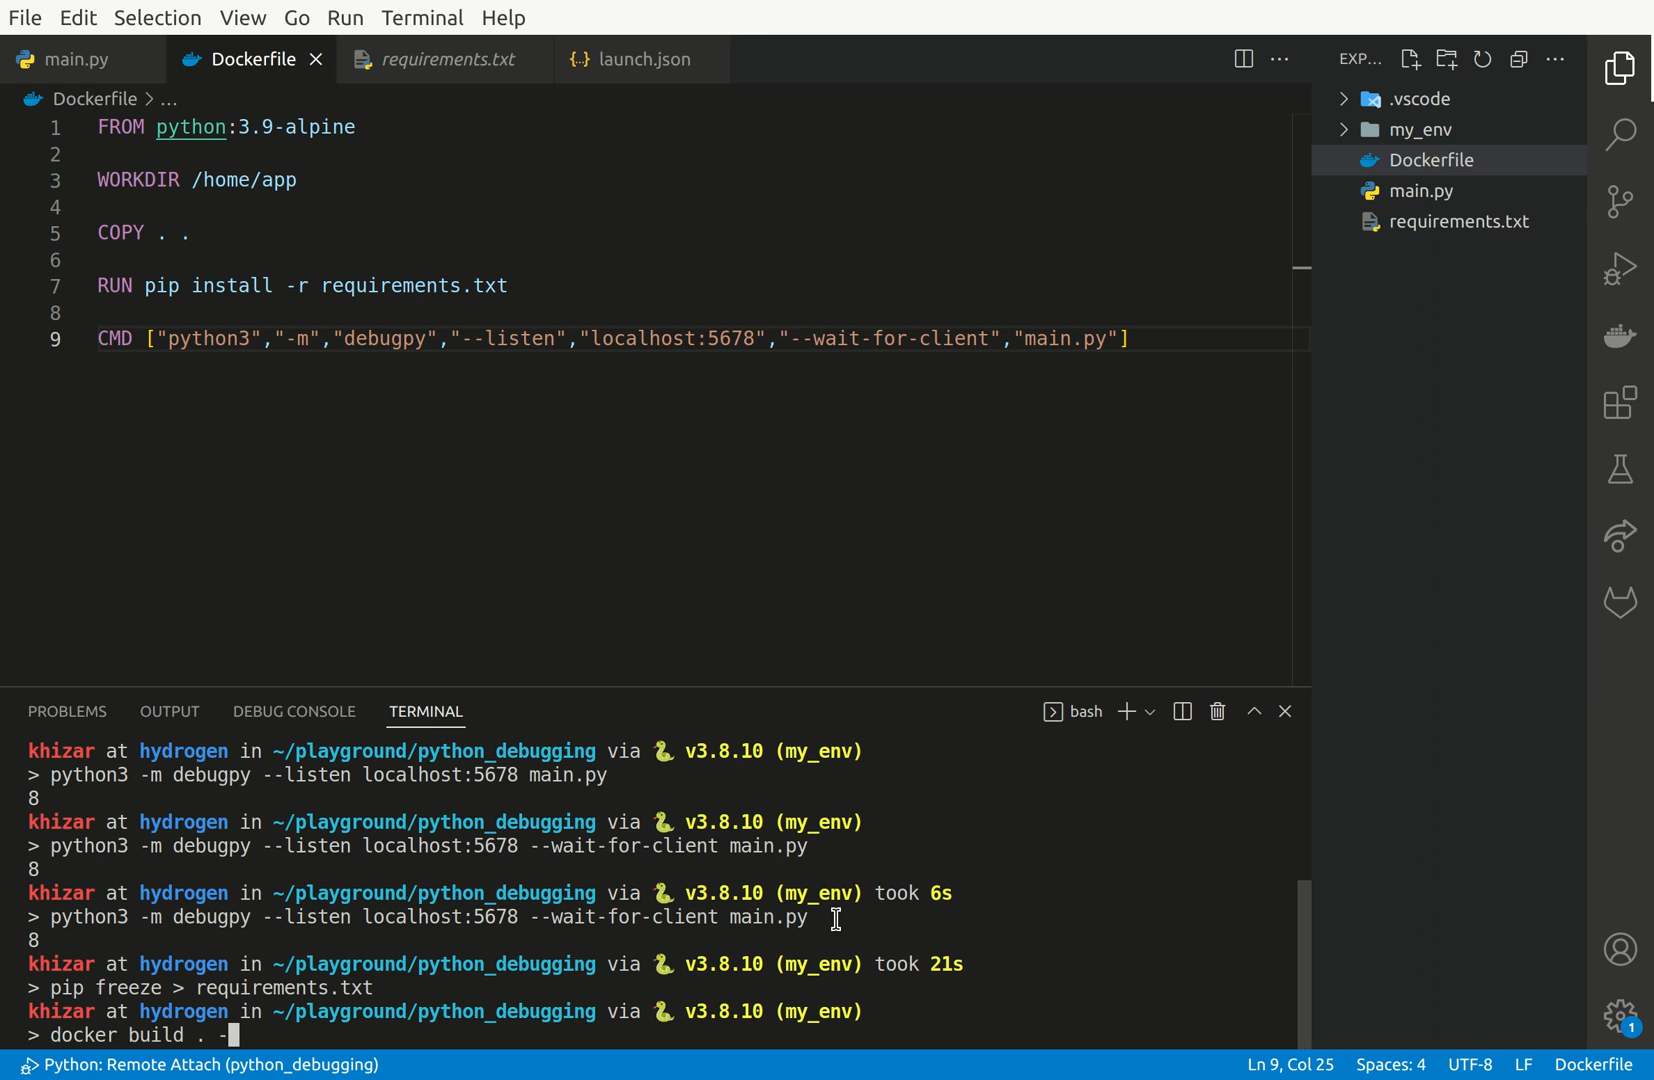 File Edit Selection View Go Run Terminal Help
main.py Dockerfile requirements.txt launch.json EXP...
Dockerfile > ...
1 FROM python:3.9-alpine
2
3 WORKDIR /home/app
4
5 COPY . .
6
7 RUN pip install -r requirements.txt
8
9 CMD ["python3","-m","debugpy","--listen","localhost:5678","--wait-for-client","main.py"]
.vscode
my_env
Dockerfile
main.py
requirements.txt
PROBLEMS OUTPUT DEBUG CONSOLE TERMINAL bash
khizar at hydrogen in ~/playground/python_debugging via 🐍 v3.8.10 (my_env)
> python3 -m debugpy --listen localhost:5678 main.py
8
khizar at hydrogen in ~/playground/python_debugging via 🐍 v3.8.10 (my_env)
> python3 -m debugpy --listen localhost:5678 --wait-for-client main.py
8
khizar at hydrogen in ~/playground/python_debugging via 🐍 v3.8.10 (my_env) took 6s
> python3 -m debugpy --listen localhost:5678 --wait-for-client main.py
8
khizar at hydrogen in ~/playground/python_debugging via 🐍 v3.8.10 (my_env) took 21s
> pip freeze > requirements.txt
khizar at hydrogen in ~/playground/python_debugging via 🐍 v3.8.10 (my_env)
> docker build . -
1
Python: Remote Attach (python_debugging) Ln 9, Col 25 Spaces: 4 UTF-8 LF Dockerfile